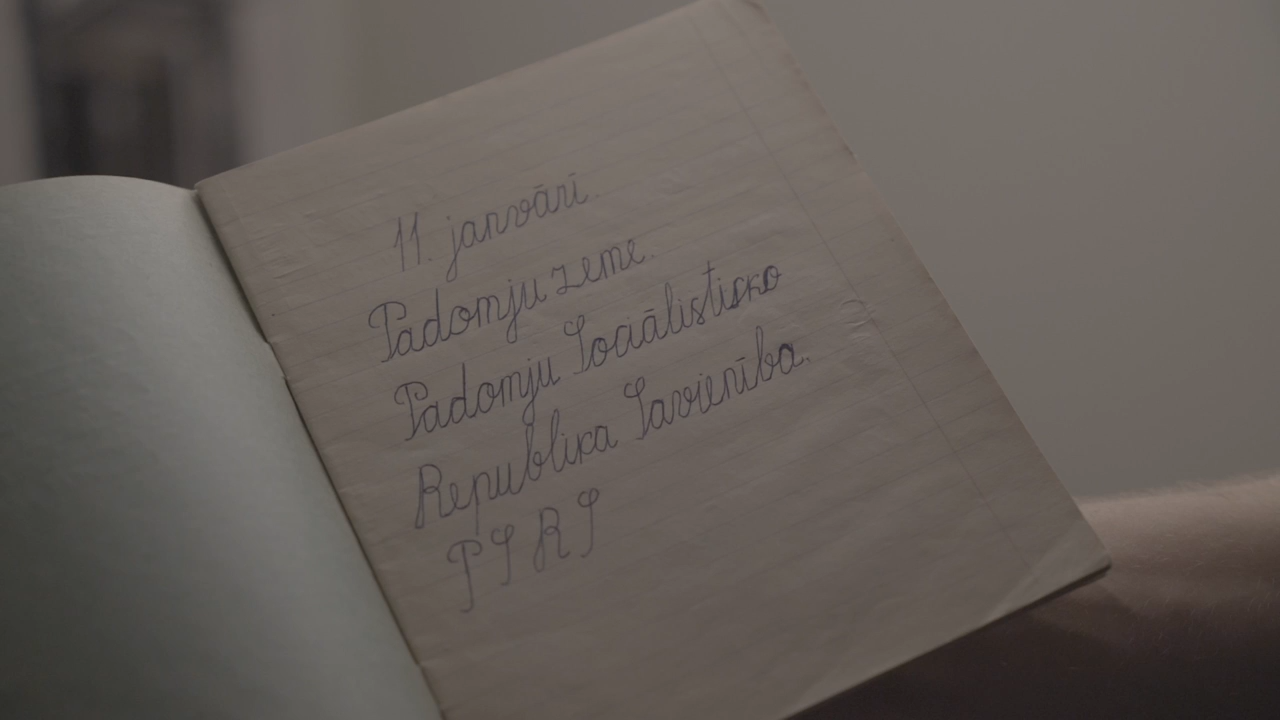 11. janvārī.
Padomju zeme.
Padomju Sociālistisko
Republika Savienība.
PSRS